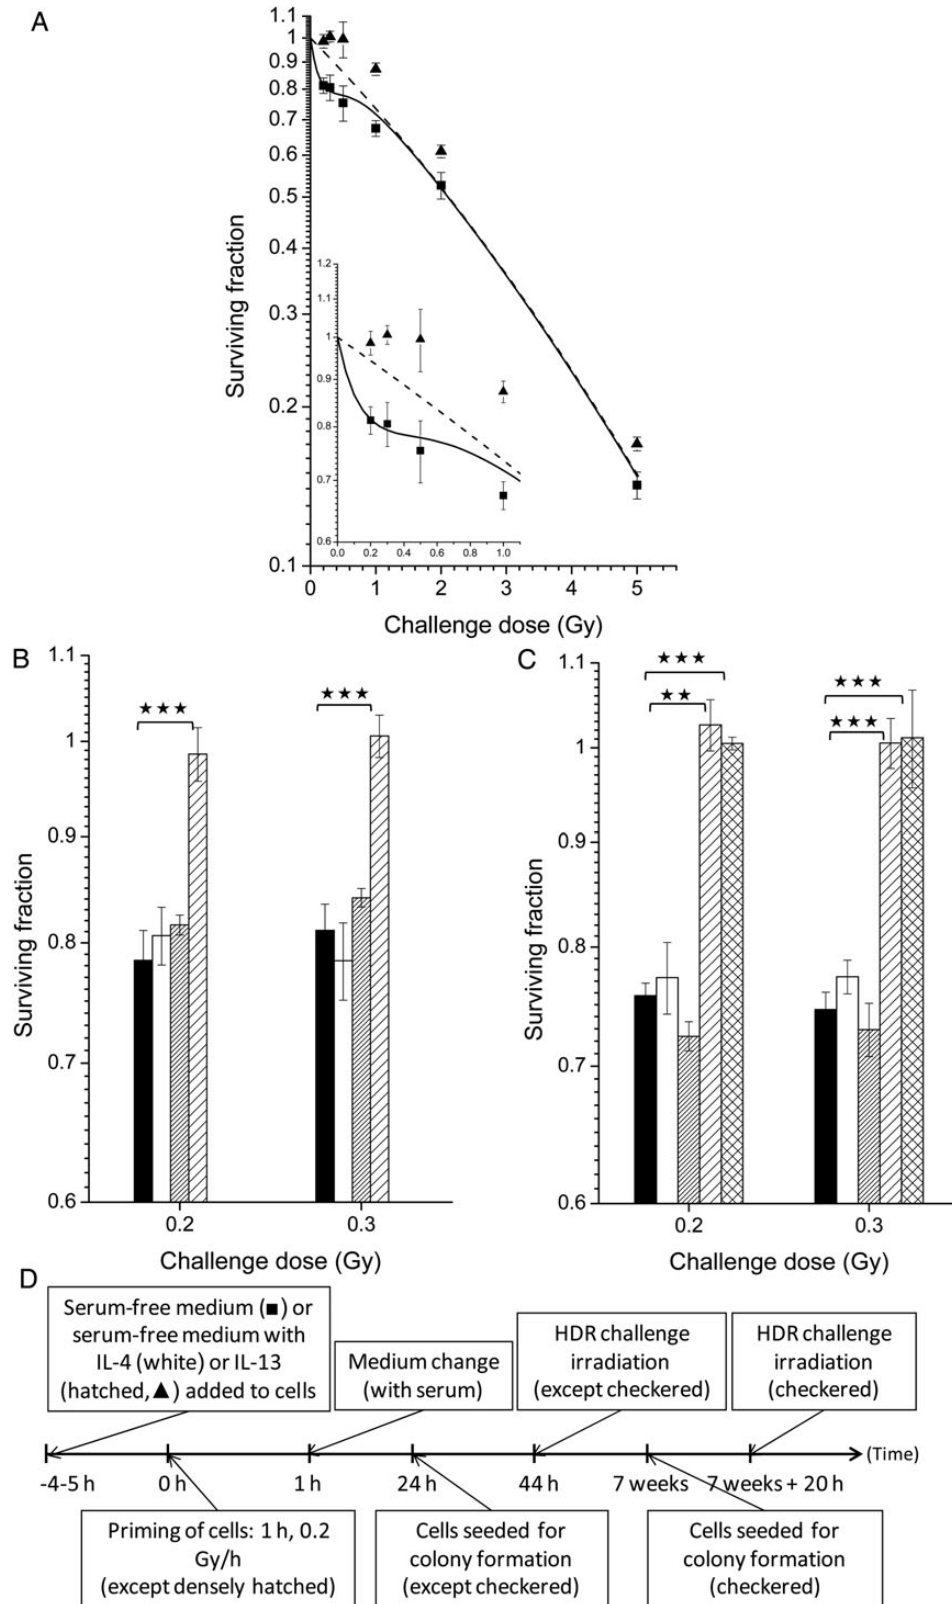 A
1.1
1
0.9
0.8
0.7
0.6
0.5
0.4
0.3
0.2
0.1
Surviving fraction
1.2
1.1
1
0.9
0.8
0.7
0.6
0.0 0.2 0.4 0.6 0.8 1.0
0 1 2 3 4 5
Challenge dose (Gy)
B
1.1
1
0.9
0.8
0.7
0.6
Surviving fraction
★★★
★★★
0.2 0.3
Challenge dose (Gy)
C
1.1
1
0.9
0.8
0.7
0.6
Surviving fraction
★★★
★★
★★★
★★★
0.2 0.3
Challenge dose (Gy)
D
Serum-free medium (■) or
serum-free medium with
IL-4 (white) or IL-13
(hatched, ▲) added to cells
Medium change
(with serum)
HDR challenge
irradiation
(except checkered)
HDR challenge
irradiation
(checkered)
(Time)
-4-5 h 0 h 1 h 24 h 44 h 7 weeks 7 weeks + 20 h
Priming of cells: 1 h, 0.2
Gy/h
(except densely hatched)
Cells seeded for
colony formation
(except checkered)
Cells seeded for
colony formation
(checkered)